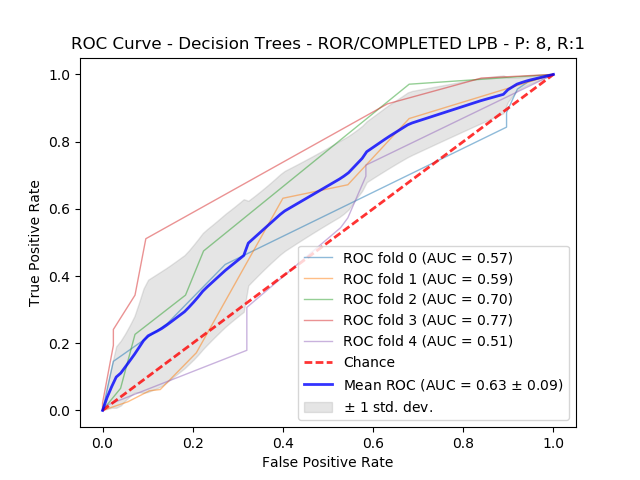 ROC Curve - Decision Trees - ROR/COMPLETED LPB - P: 8, R:1
True Positive Rate
1.0
0.8
0.6
0.4
0.2
0.0
ROC fold 0 (AUC = 0.57)
ROC fold 1 (AUC = 0.59)
ROC fold 2 (AUC = 0.70)
ROC fold 3 (AUC = 0.77)
ROC fold 4 (AUC = 0.51)
Chance
Mean ROC (AUC = 0.63 ± 0.09)
± 1 std. dev.
0.0 0.2 0.4 0.6 0.8 1.0
False Positive Rate